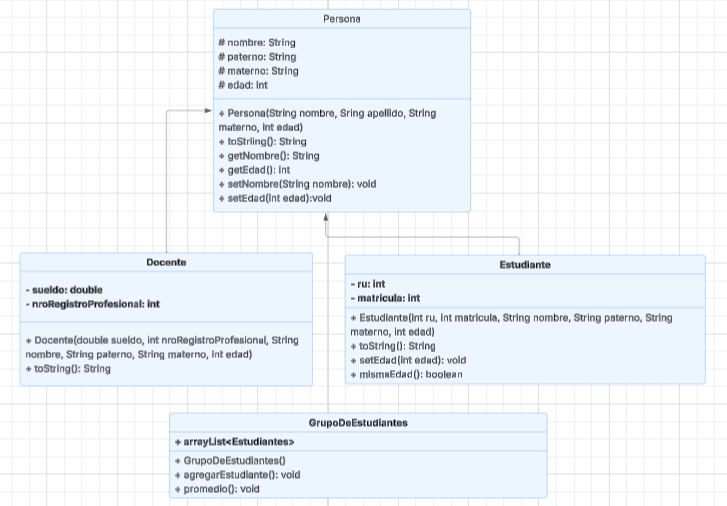 Persona
# nombre: String
# paterno: String
# materno: String
# edad: int
+ Persona(String nombre, Sring apellido, String
materno, int edad)
+ toStriing(): String
+ getNombre(): String
+ getEdad(): int
+ setNombre(String nombre): void
+ setEdad(int edad):void
Docente
- sueldo: double
- nroRegistroProfesional: int
+ Docente(double sueldo, int nroRegistroProfesional, String
nombre, String paterno, String materno, int edad)
+ toString(): String
Estudiante
- ru: int
- matricula: int
+ Estudiante(int ru, int matricula, String nombre, String paterno, String
materno, int edad)
+ toString(): String
+ setEdad(int edad): void
+ mismaEdad(): boolean
GrupoDeEstudiantes
+ arrayList<Estudiantes>
+ GrupoDeEstudiantes()
+ agregarEstudiante(): void
+ promedio(): void